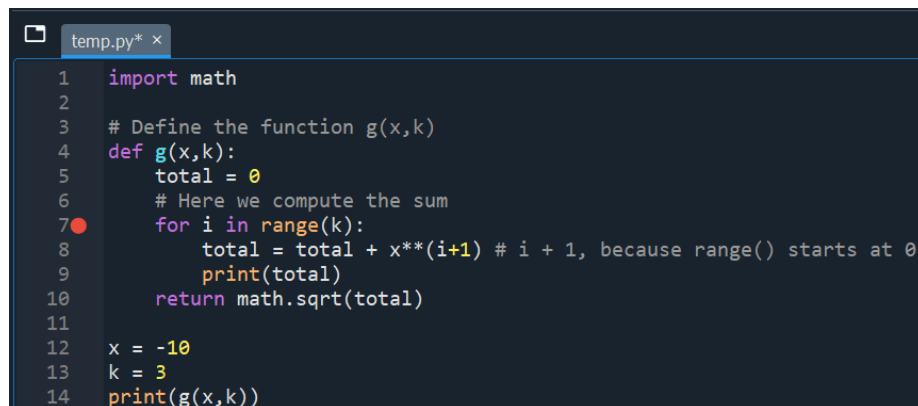 temp.py* ×
1 import math
2
3 # Define the function g(x,k)
4 def g(x,k):
5     total = 0
6     # Here we compute the sum
7     for i in range(k):
8         total = total + x**(i+1) # i + 1, because range() starts at 0
9         print(total)
10     return math.sqrt(total)
11
12 x = -10
13 k = 3
14 print(g(x,k))